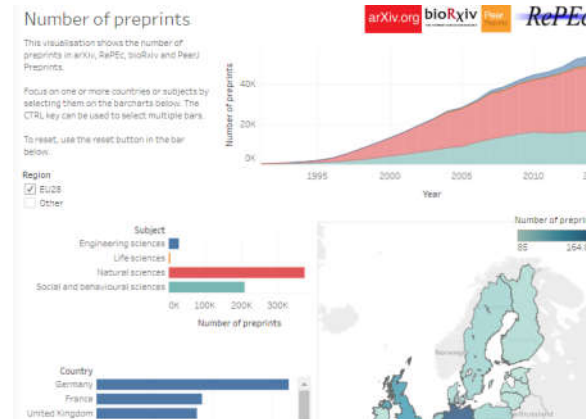 Number of preprints
This visualisation shows the number of
preprints in arXiv, RePEc, bioRxiv and PeerJ
Preprints.
Focus on one or more countries or subjects by
selecting them on the barcharts below. The
CTRL key can be used to select multiple bars.
To reset, use the reset button in the bar
below.
Region
EU28
Other
arXiv.org
bioRxiv
RePEc
Number of preprints
40K
20K
0K
1995
2000
2005
2010
Year
Subject
Engineering sciences
Life sciences
Natural sciences
Social and behavioural sciences
0K 100K 200K 300K
Number of preprints
Number of preprin
85
164.0
Norway
Country
Germany
France
United Kingdom